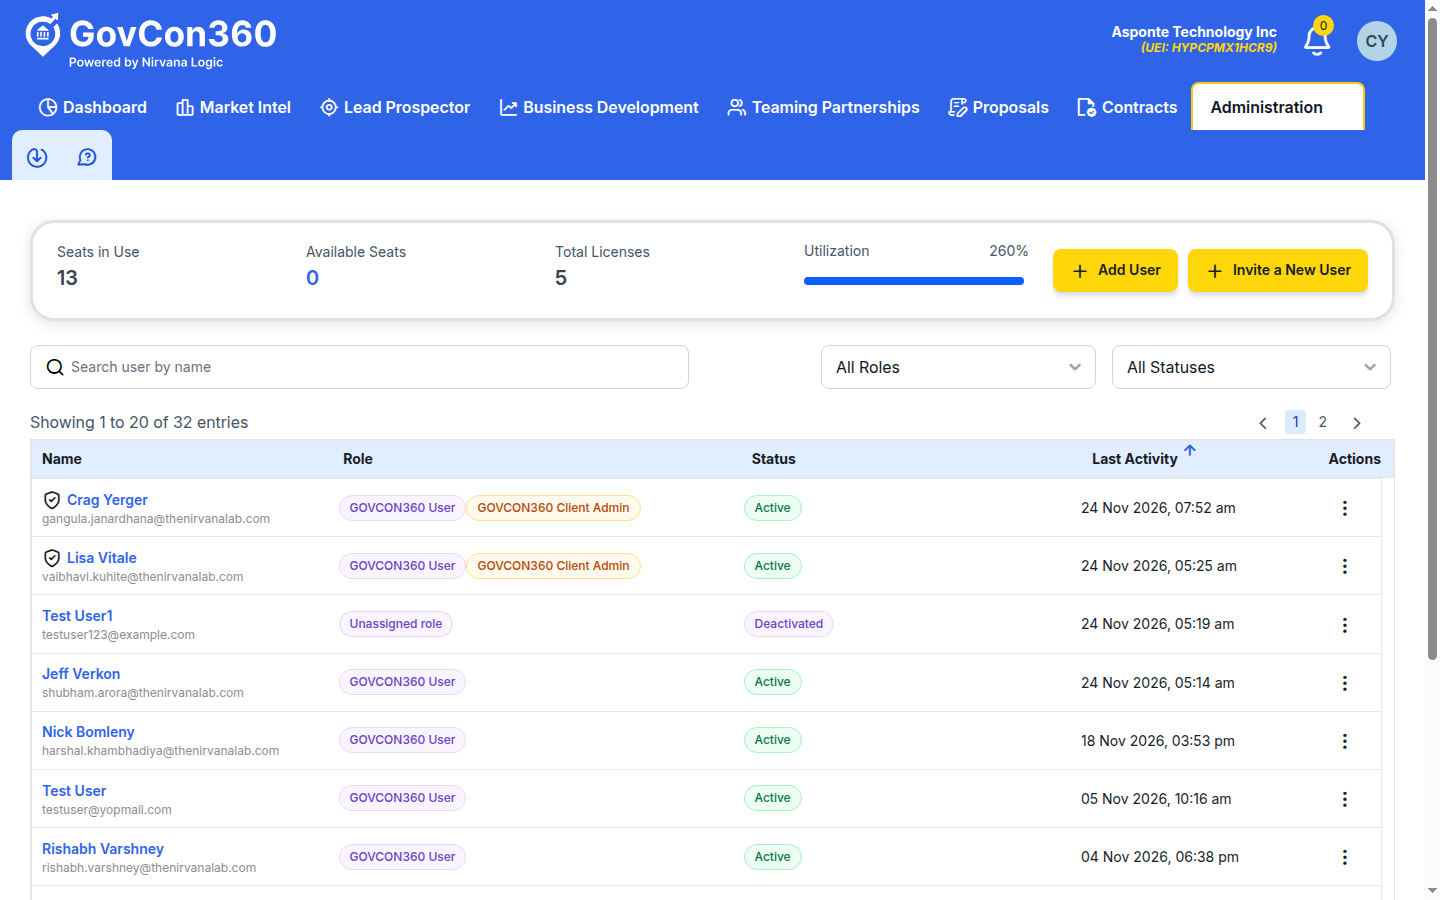 GovCon360
Powered by Nirvana Logic
Asponte Technology Inc
(UEI: HYPCPMX1HCR9)
0
CY
Dashboard
Market Intel
Lead Prospector
Business Development
Teaming Partnerships
Proposals
Contracts
Administration
Seats in Use
13
Available Seats
0
Total Licenses
5
Utilization 260%
Add User
Invite a New User
Search user by name
All Roles
All Statuses
Showing 1 to 20 of 32 entries
1 2
Name Role Status Last Activity Actions
Crag Yerger
gangula.janardhana@thenirvanalab.com
GOVCON360 User GOVCON360 Client Admin Active 24 Nov 2026, 07:52 am
Lisa Vitale
vaibhavi.kuhite@thenirvanalab.com
GOVCON360 User GOVCON360 Client Admin Active 24 Nov 2026, 05:25 am
Test User1
testuser123@example.com
Unassigned role Deactivated 24 Nov 2026, 05:19 am
Jeff Verkon
shubham.arora@thenirvanalab.com
GOVCON360 User Active 24 Nov 2026, 05:14 am
Nick Bomleny
harshal.khambhadiya@thenirvanalab.com
GOVCON360 User Active 18 Nov 2026, 03:53 pm
Test User
testuser@yopmail.com
GOVCON360 User Active 05 Nov 2026, 10:16 am
Rishabh Varshney
rishabh.varshney@thenirvanalab.com
GOVCON360 User Active 04 Nov 2026, 06:38 pm